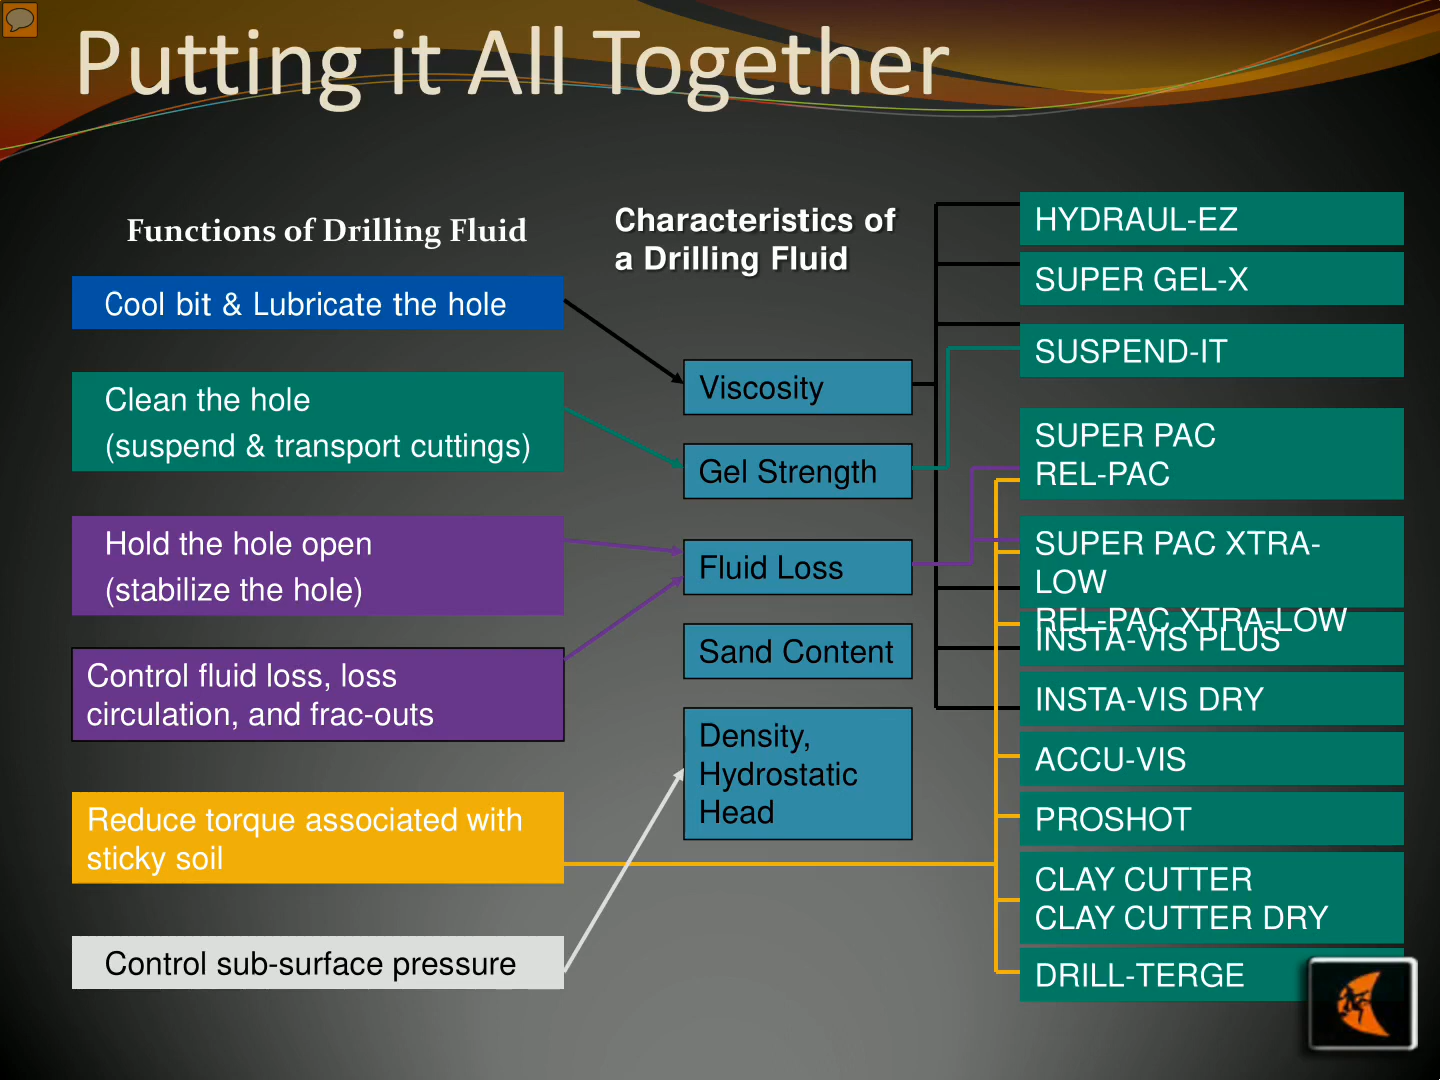 Putting it All Together
Functions of Drilling Fluid
Cool bit & Lubricate the hole
Clean the hole
(suspend & transport cuttings)
Hold the hole open
(stabilize the hole)
Control fluid loss, loss
circulation, and frac-outs
Reduce torque associated with
sticky soil
Control sub-surface pressure
Characteristics of
a Drilling Fluid
Viscosity
Gel Strength
Fluid Loss
Sand Content
Density,
Hydrostatic
Head
HYDRAUL-EZ
SUPER GEL-X
SUSPEND-IT
SUPER PAC
REL-PAC
SUPER PAC XTRA-
LOW
REL-PAC XTRA-LOW
INSTA-VIS PLUS
INSTA-VIS DRY
ACCU-VIS
PROSHOT
CLAY CUTTER
CLAY CUTTER DRY
DRILL-TERGE